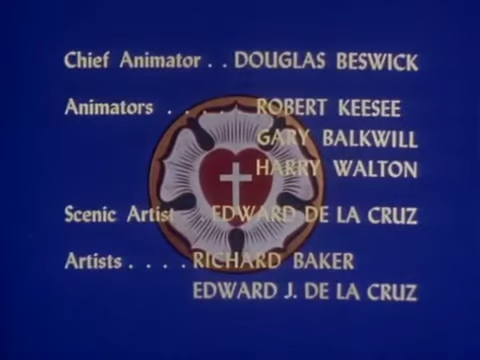 Chief Animator . . DOUGLAS BESWICK
Animators . . . . . ROBERT KEESEE
GARY BALKWILL
HARRY WALTON
Scenic Artist . . EDWARD DE LA CRUZ
Artists . . . . RICHARD BAKER
EDWARD J. DE LA CRUZ